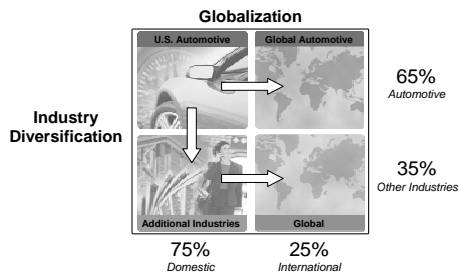 Globalization
U.S. Automotive
Global Automotive
65%
Automotive
Industry
Diversification
35%
Other Industries
Additional Industries
Global
75%
Domestic
25%
International